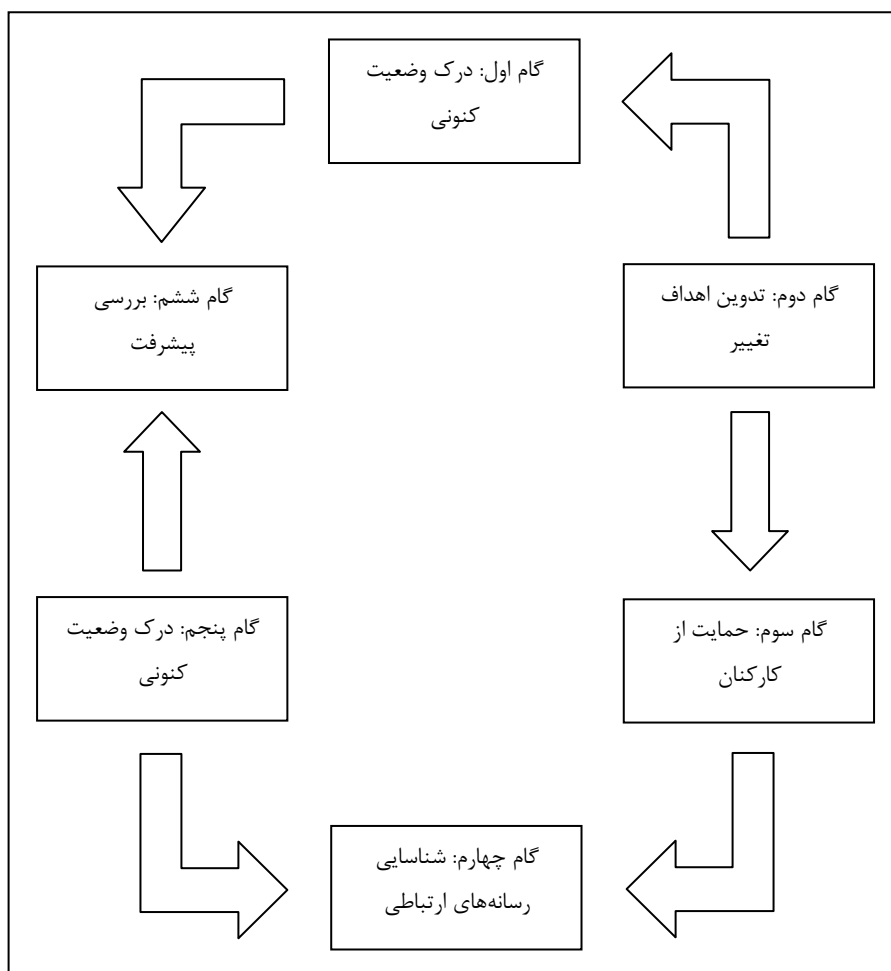 گام اول: درک وضعیت
کنونی
گام دوم: تدوین اهداف
تغییر
گام سوم: حمایت از
کارکنان
گام چهارم: شناسایی
رسانه‌های ارتباطی
گام پنجم: درک وضعیت
کنونی
گام ششم: بررسی
پیشرفت